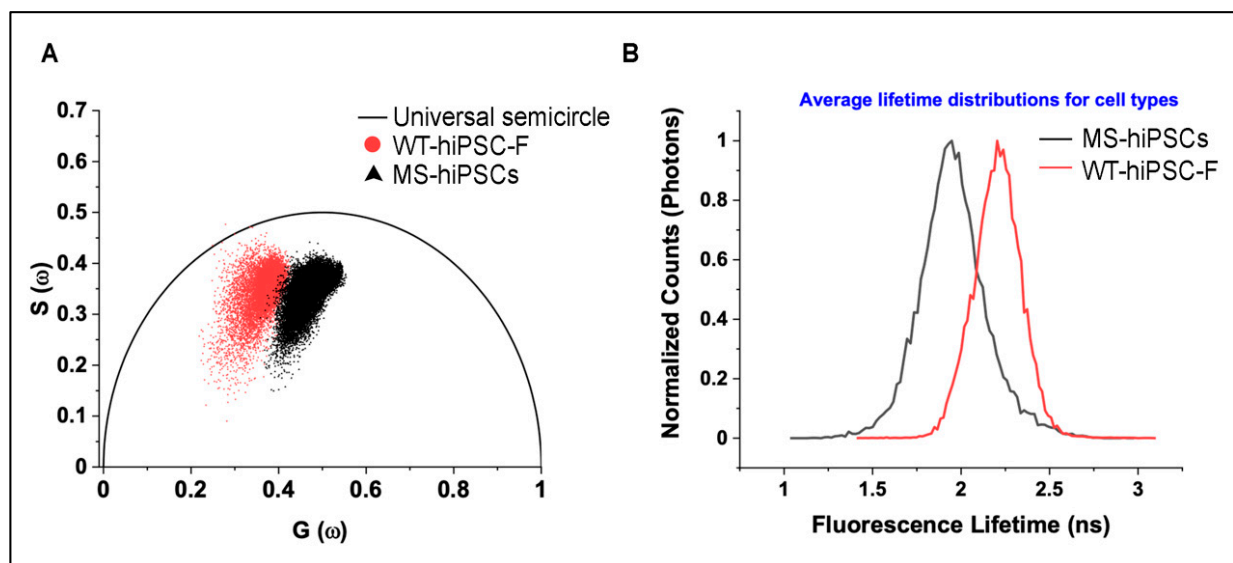 A
0.7
0.6
0.5
0.4
0.3
0.2
0.1
0
0
0.2
0.4
0.6
0.8
1
S (ω)
G (ω)
Universal semicircle
WT-hiPSC-F
MS-hiPSCs
B
Average lifetime distributions for cell types
MS-hiPSCs
WT-hiPSC-F
1
0.8
0.6
0.4
0.2
0
1
1.5
2
2.5
3
Normalized Counts (Photons)
Fluorescence Lifetime (ns)